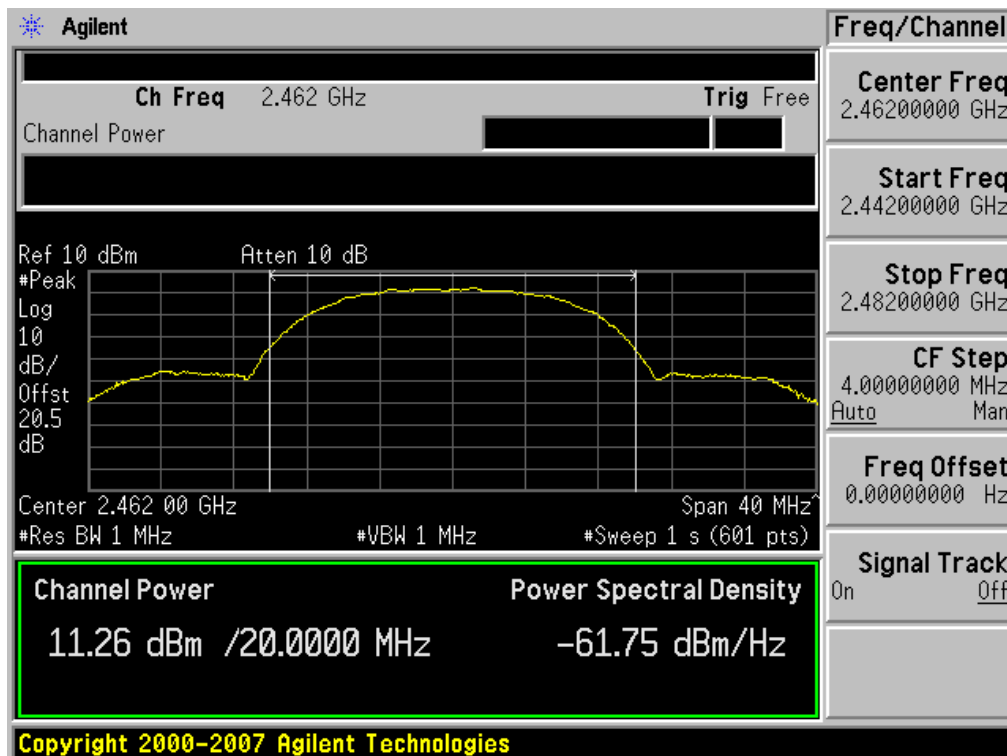 Agilent
Freq/Channel
Ch Freq 2.462 GHz Trig Free
Channel Power
Ref 10 dBm Atten 10 dB
#Peak
Log
10
dB/
Offst
20.5
dB
Center 2.462 00 GHz Span 40 MHz^
#Res BW 1 MHz #VBW 1 MHz #Sweep 1 s (601 pts)
Channel Power Power Spectral Density
11.26 dBm /20.0000 MHz -61.75 dBm/Hz
Copyright 2000-2007 Agilent Technologies
Center Freq
2.46200000 GHz
Start Freq
2.44200000 GHz
Stop Freq
2.48200000 GHz
CF Step
4.00000000 MHz
Auto Man
Freq Offset
0.00000000 Hz
Signal Track
On Off